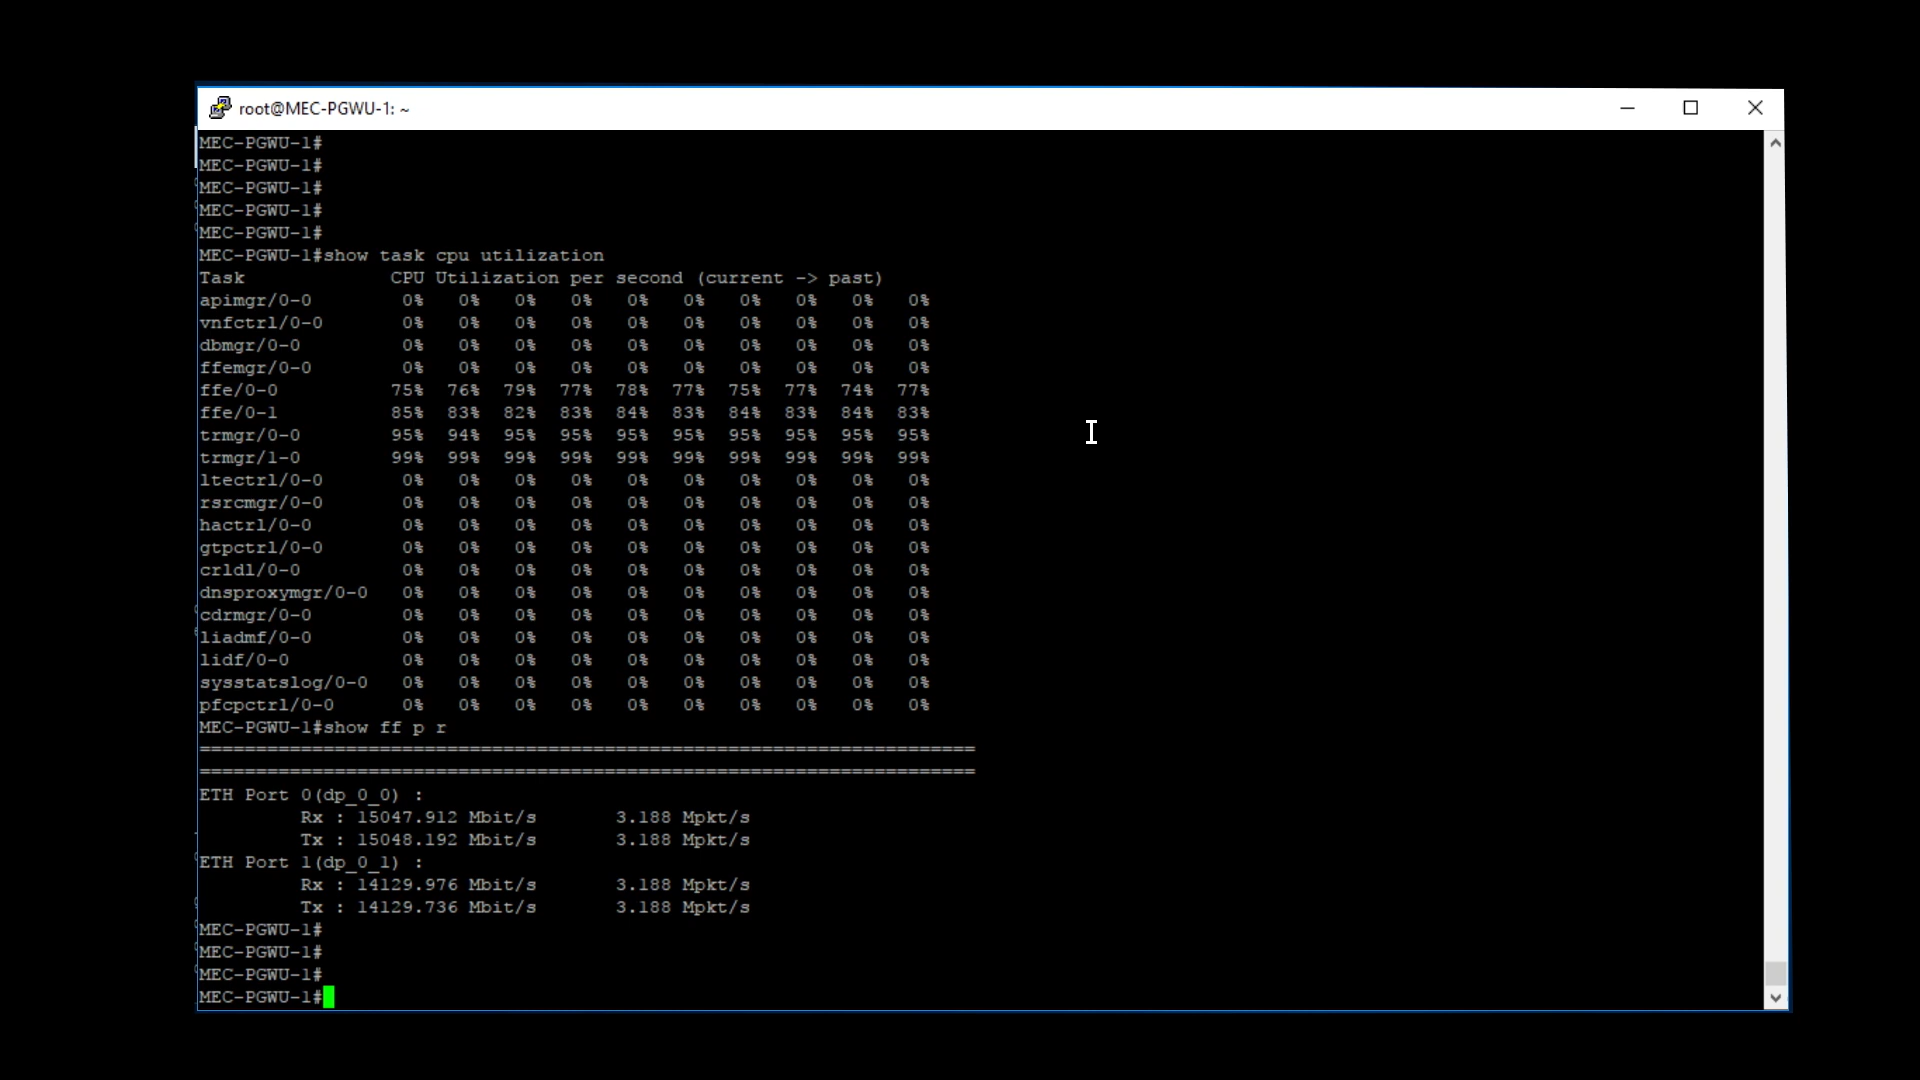 root@MEC-PGWU-1: ~
MEC-PGWU-1#
MEC-PGWU-1#
MEC-PGWU-1#
MEC-PGWU-1#
MEC-PGWU-1#
MEC-PGWU-1#show task cpu utilization
Task CPU Utilization per second (current -> past)
apimgr/0-0 0% 0% 0% 0% 0% 0% 0% 0% 0% 0%
vnfctrl/0-0 0% 0% 0% 0% 0% 0% 0% 0% 0% 0%
dbmgr/0-0 0% 0% 0% 0% 0% 0% 0% 0% 0% 0%
ffemgr/0-0 0% 0% 0% 0% 0% 0% 0% 0% 0% 0%
ffe/0-0 75% 76% 79% 77% 78% 77% 75% 77% 74% 77%
ffe/0-1 85% 83% 82% 83% 84% 83% 84% 83% 84% 83%
trmgr/0-0 95% 94% 95% 95% 95% 95% 95% 95% 95% 95%
trmgr/1-0 99% 99% 99% 99% 99% 99% 99% 99% 99% 99%
ltectrl/0-0 0% 0% 0% 0% 0% 0% 0% 0% 0% 0%
rsrcmgr/0-0 0% 0% 0% 0% 0% 0% 0% 0% 0% 0%
hactrl/0-0 0% 0% 0% 0% 0% 0% 0% 0% 0% 0%
gtpctrl/0-0 0% 0% 0% 0% 0% 0% 0% 0% 0% 0%
crldl/0-0 0% 0% 0% 0% 0% 0% 0% 0% 0% 0%
dnsproxymgr/0-0 0% 0% 0% 0% 0% 0% 0% 0% 0% 0%
cdrmgr/0-0 0% 0% 0% 0% 0% 0% 0% 0% 0% 0%
liadmf/0-0 0% 0% 0% 0% 0% 0% 0% 0% 0% 0%
lidf/0-0 0% 0% 0% 0% 0% 0% 0% 0% 0% 0%
sysstatslog/0-0 0% 0% 0% 0% 0% 0% 0% 0% 0% 0%
pfcpctrl/0-0 0% 0% 0% 0% 0% 0% 0% 0% 0% 0%
MEC-PGWU-1#show ff p r
=====================================================================
=====================================================================
ETH Port 0(dp_0_0) :
Rx : 15047.912 Mbit/s 3.188 Mpkt/s
Tx : 15048.192 Mbit/s 3.188 Mpkt/s
ETH Port 1(dp_0_1) :
Rx : 14129.976 Mbit/s 3.188 Mpkt/s
Tx : 14129.736 Mbit/s 3.188 Mpkt/s
MEC-PGWU-1#
MEC-PGWU-1#
MEC-PGWU-1#
MEC-PGWU-1#